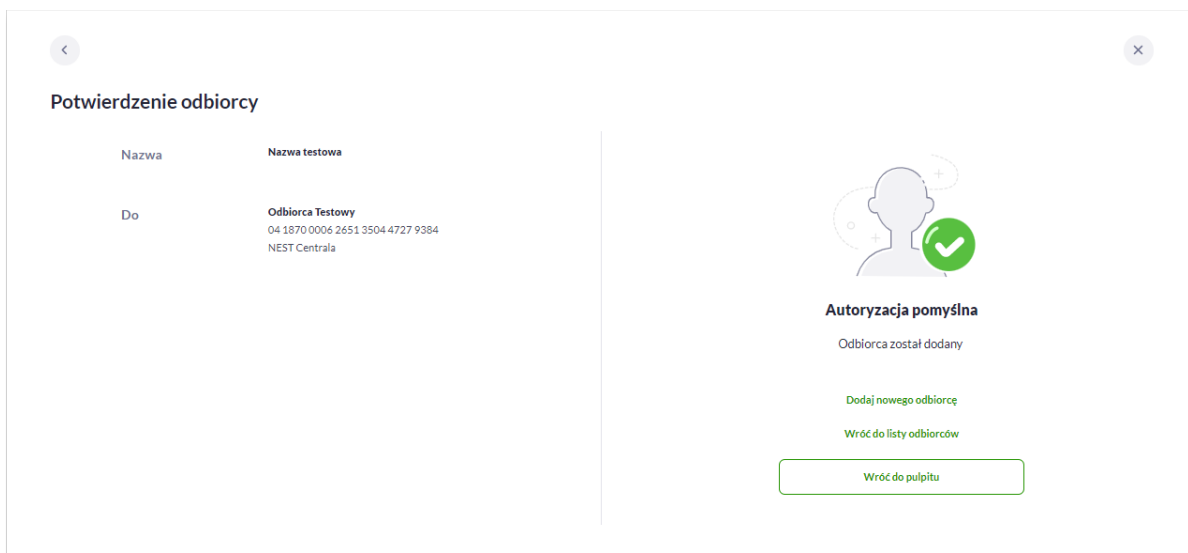 Potwierdzenie odbiorcy
Nazwa
Nazwa testowa
Do
Odbiorca Testowy
04 1870 0006 2651 3504 4727 9384
NEST Centrala
Autoryzacja pomyślna
Odbiorca został dodany
Dodaj nowego odbiorcę
Wróć do listy odbiorców
Wróć do pulpitu